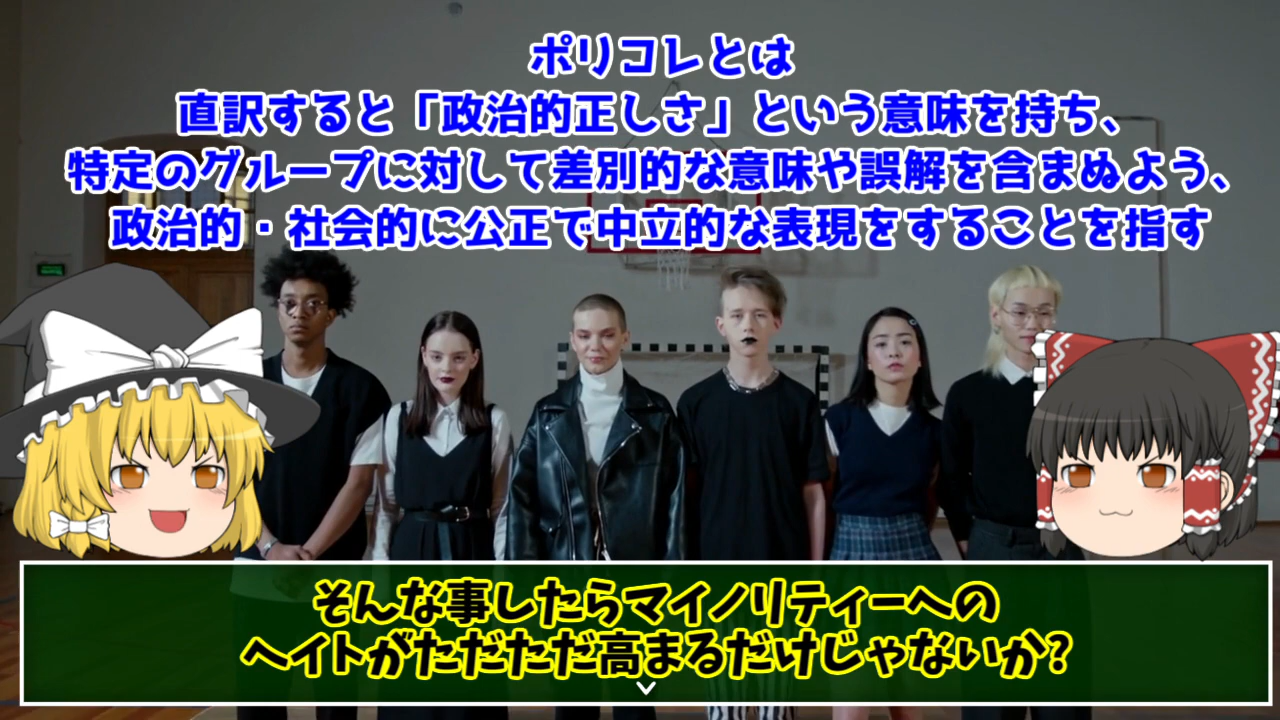 ポリコレとは
直訳すると「政治的正しさ」という意味を持ち、
特定のグループに対して差別的な意味や誤解を含まぬよう、
政治的・社会的に公正で中立的な表現をすることを指す
そんな事したらマイノリティーへの
ヘイトがただただ高まるだけじゃないか?